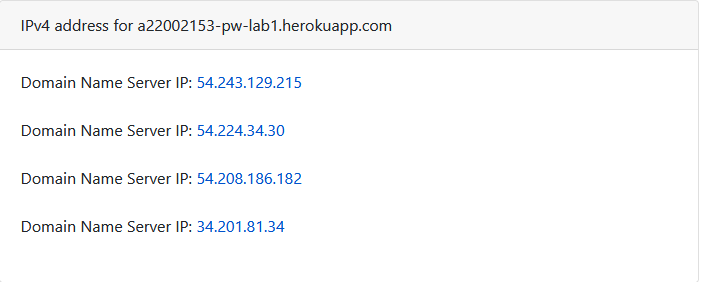 IPv4 address for a22002153-pw-lab1.herokuapp.com
Domain Name Server IP: 54.243.129.215
Domain Name Server IP: 54.224.34.30
Domain Name Server IP: 54.208.186.182
Domain Name Server IP: 34.201.81.34